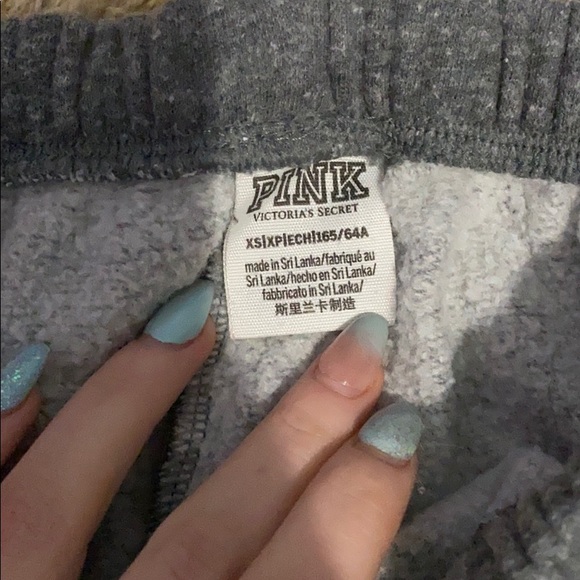 PINK
VICTORIA'S SECRET
XS|XP|ECH|165/64A
made in Sri Lanka/fabriqué au
Sri Lanka/hecho en Sri Lanka/
fabbricato in Sri Lanka/
斯里兰卡制造